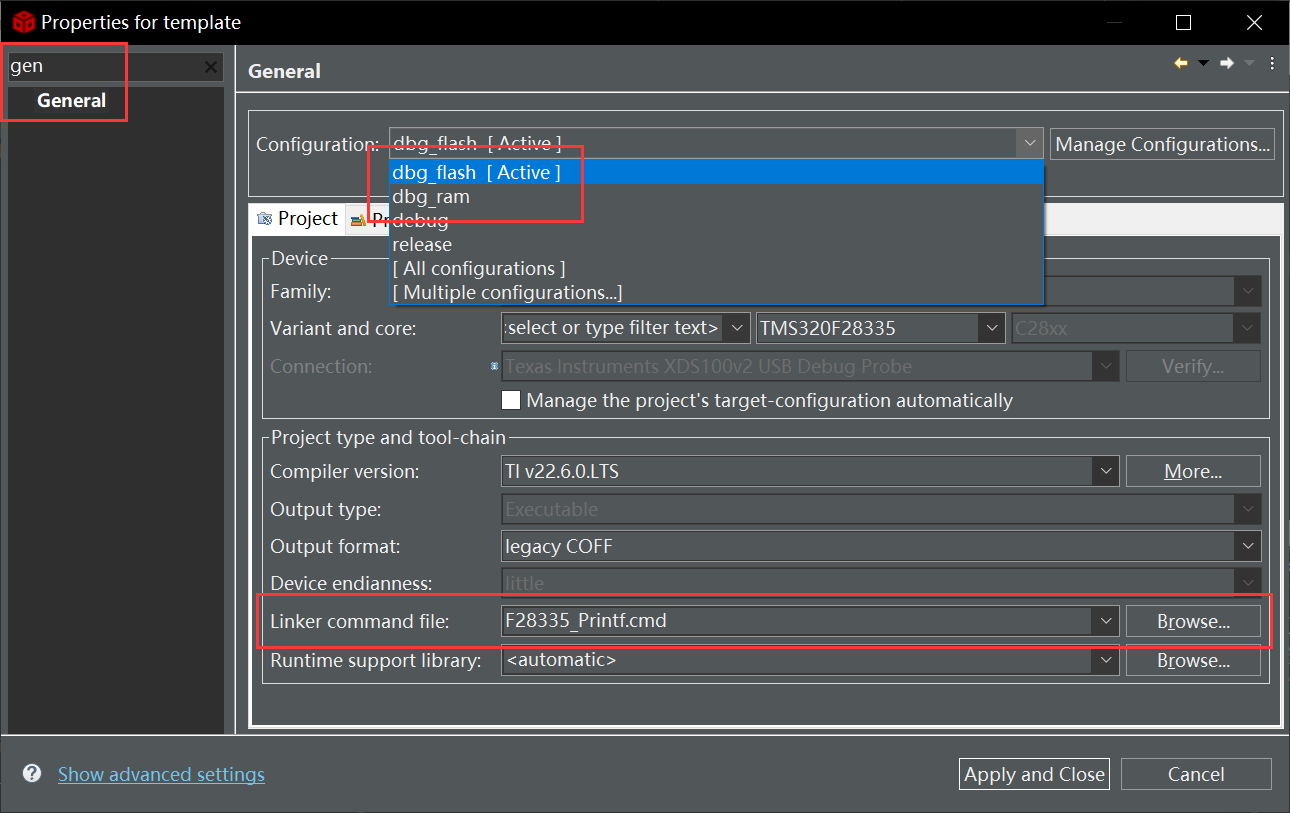 Properties for template
gen
General
General
Configuration: dbg_flash [ Active ] Manage Configurations...
dbg_flash [ Active ]
dbg_ram
debug
release
[ All configurations ]
[ Multiple configurations...]
Project
Device
Family:
Variant and core: select or type filter text> TMS320F28335 C28xx
Connection: Texas Instruments XDS100v2 USB Debug Probe Verify...
Manage the project's target-configuration automatically
Project type and tool-chain
Compiler version: TI v22.6.0.LTS More...
Output type: Executable
Output format: legacy COFF
Device endianness: little
Linker command file: F28335_Printf.cmd Browse...
Runtime support library: <automatic> Browse...
Show advanced settings
Apply and Close Cancel